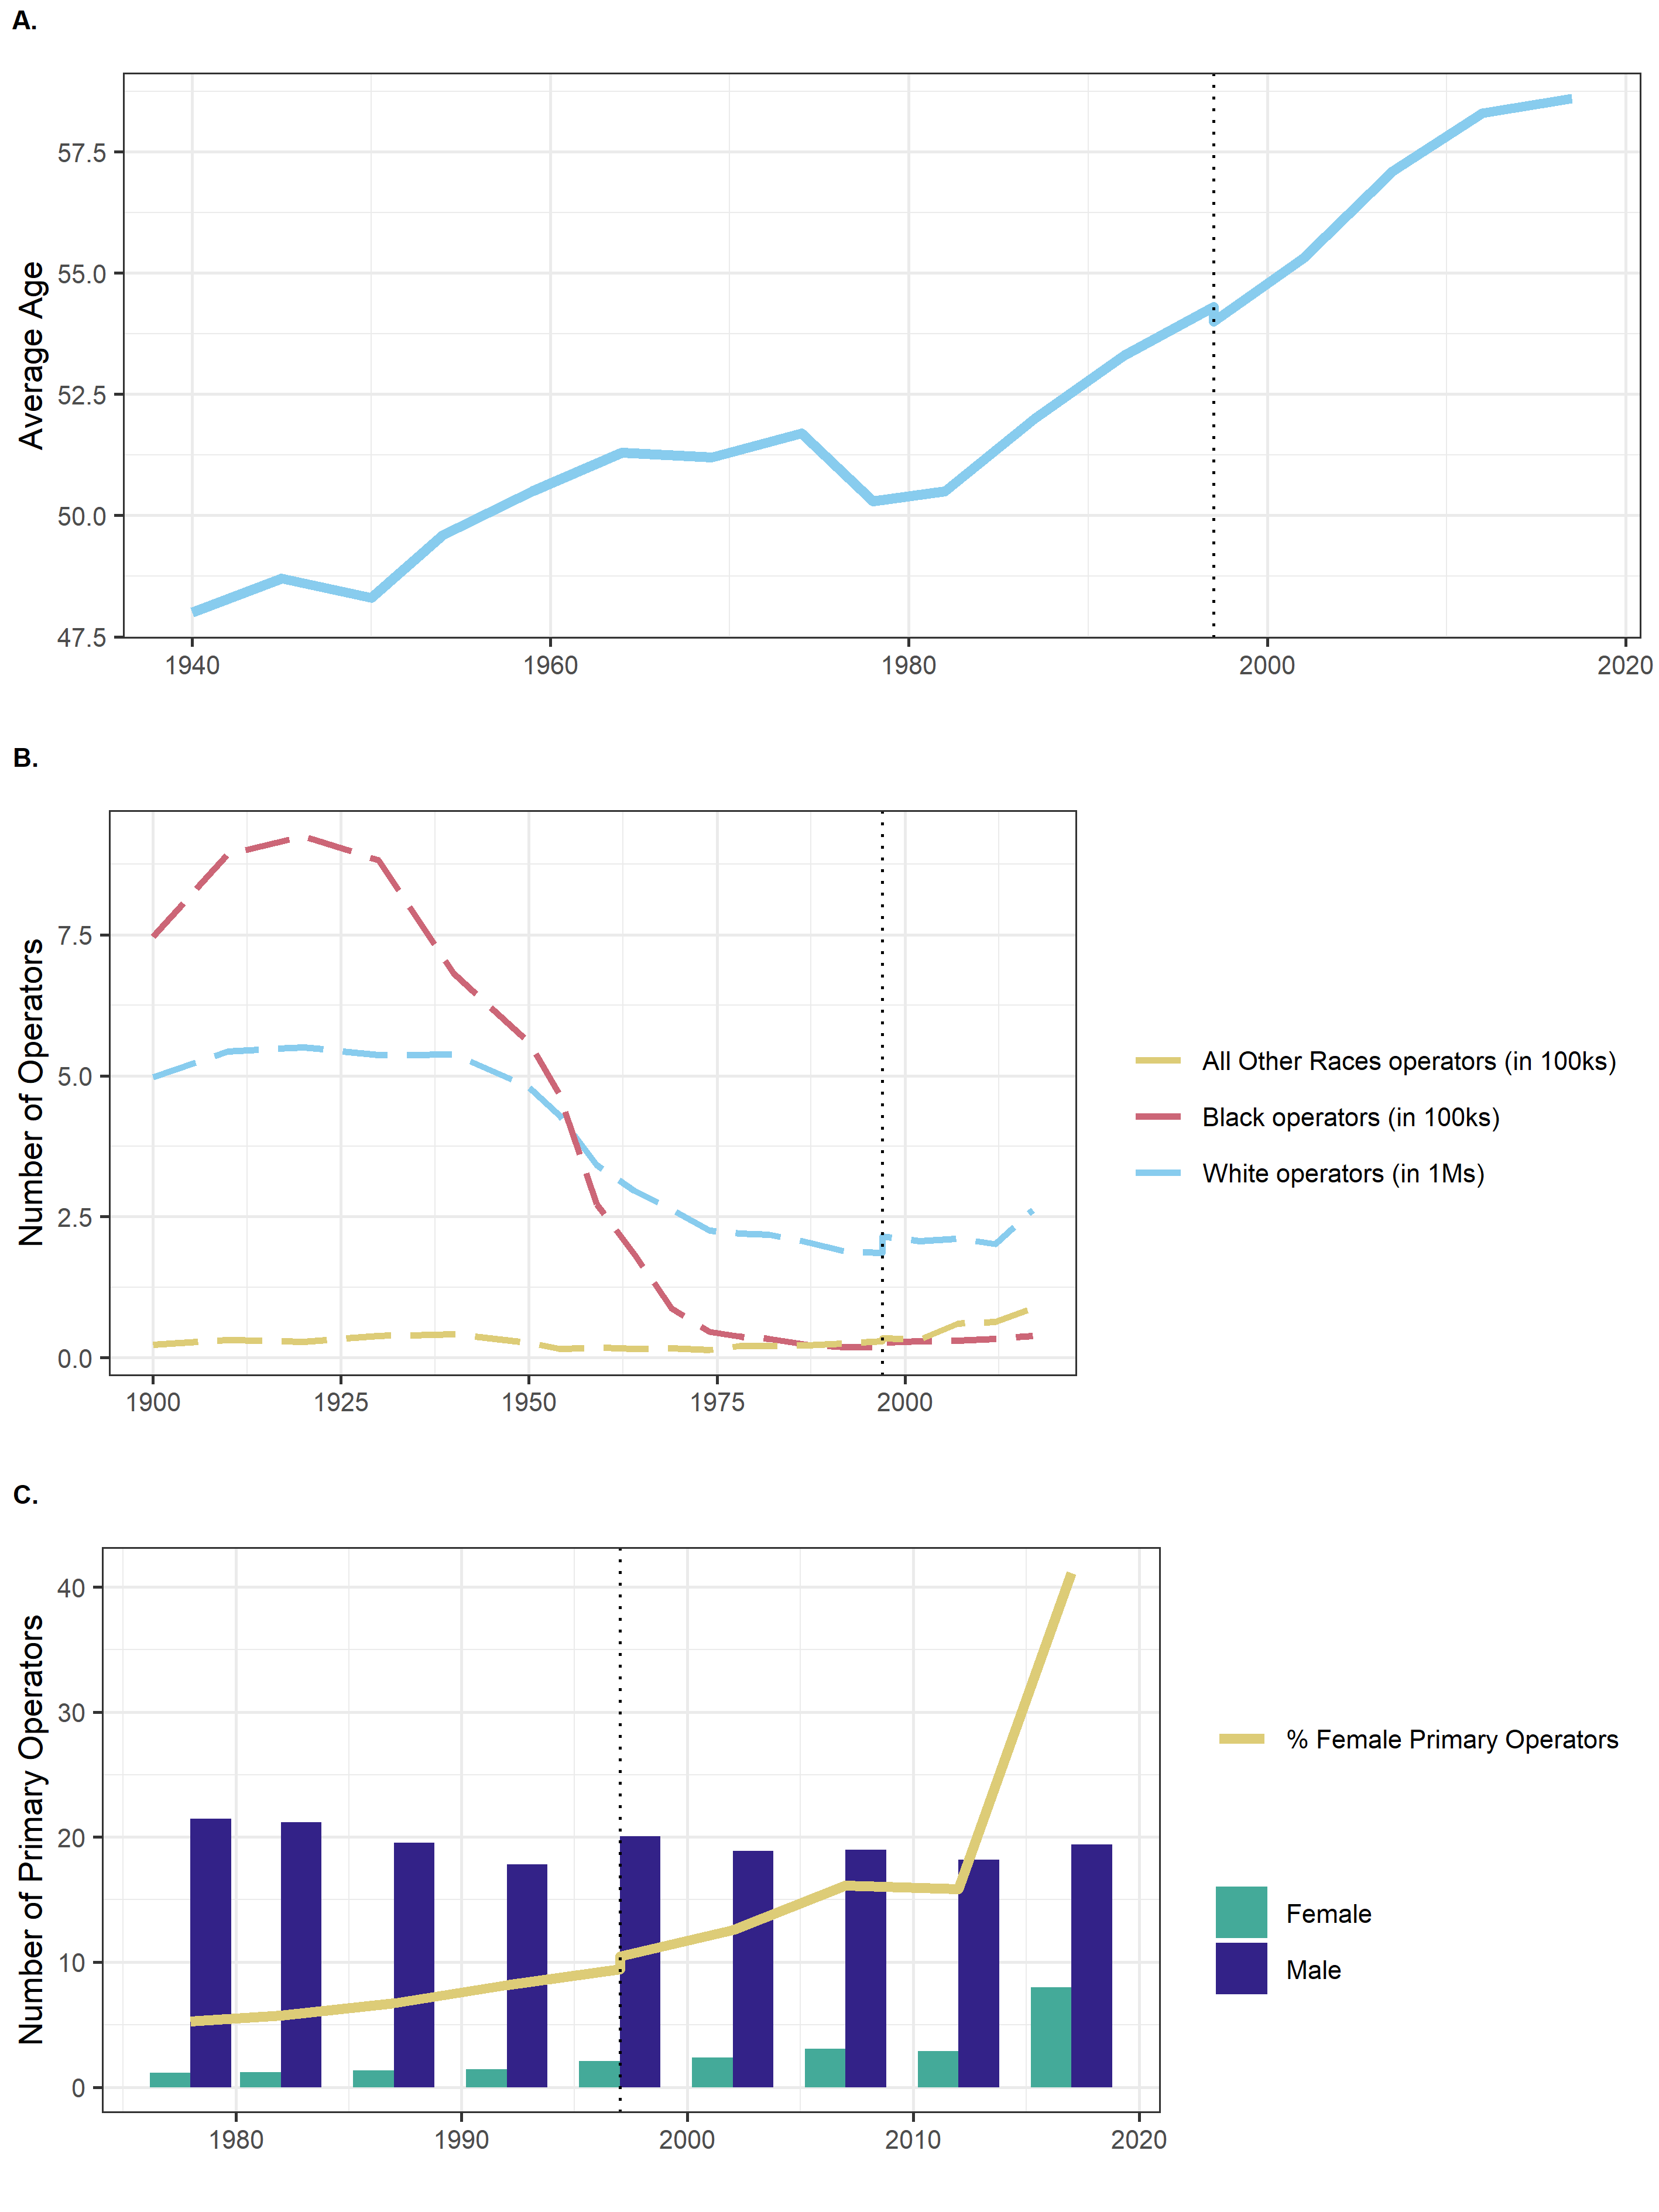 A.
Average Age
57.5
55.0
52.5
50.0
47.5
1940 1960 1980 2000 2020
B.
Number of Operators
7.5
5.0
2.5
0.0
1900 1925 1950 1975 2000
All Other Races operators (in 100ks)
Black operators (in 100ks)
White operators (in 1Ms)
C.
Number of Primary Operators
40
30
20
10
0
1980 1990 2000 2010 2020
% Female Primary Operators
Female
Male